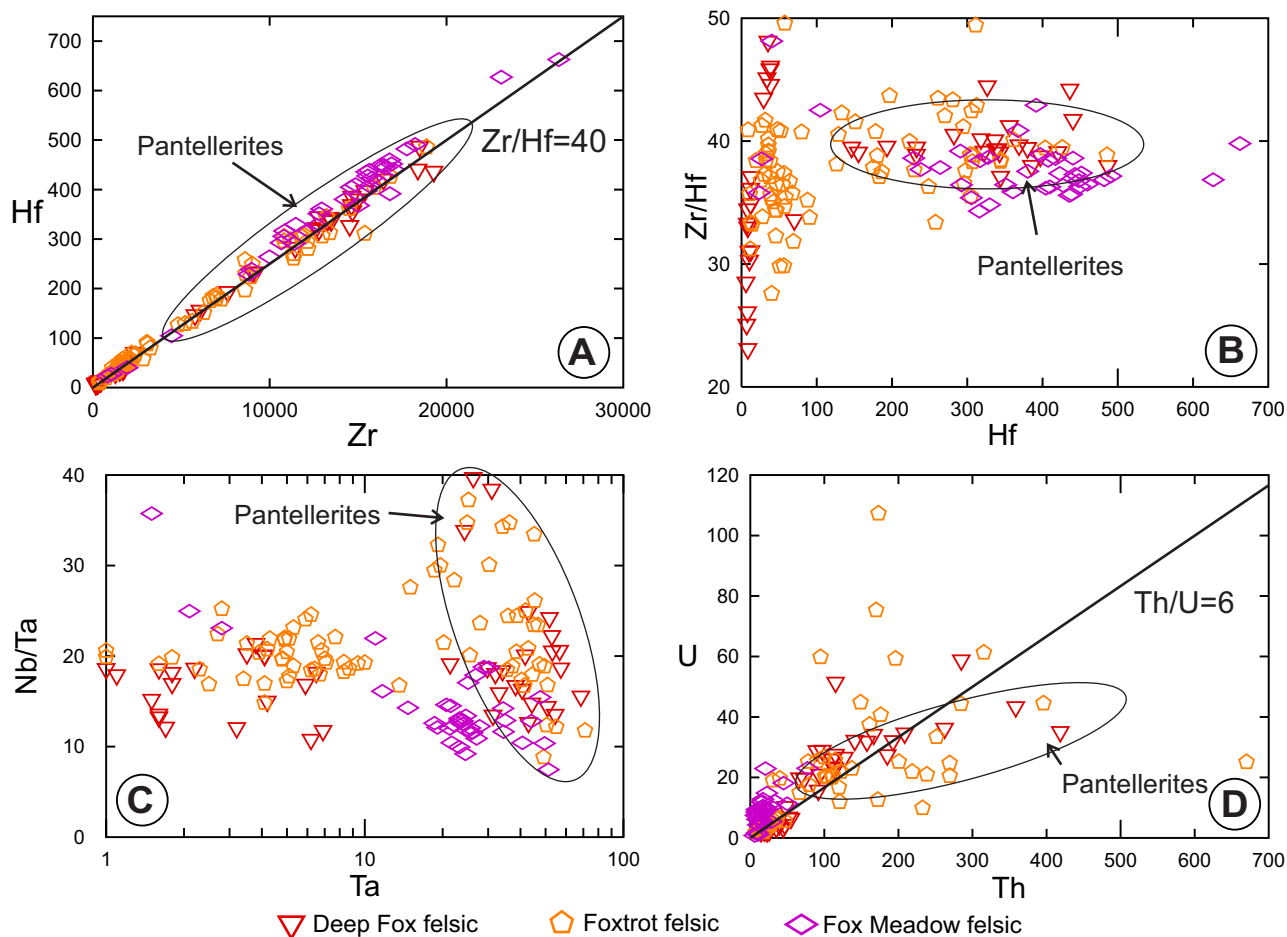 700
600
500
400
300
200
100
0
Hf
Pantellerites
Zr/Hf=40
A
0
10000
20000
30000
Zr
50
40
30
20
Zr/Hf
Pantellerites
B
0
100
200
300
400
500
600
700
Hf
40
30
20
10
0
Nb/Ta
Pantellerites
C
1
10
100
Ta
120
100
80
60
40
20
0
U
Th/U=6
Pantellerites
D
0
100
200
300
400
500
600
700
Th
Deep Fox felsic
Foxtrot felsic
Fox Meadow felsic